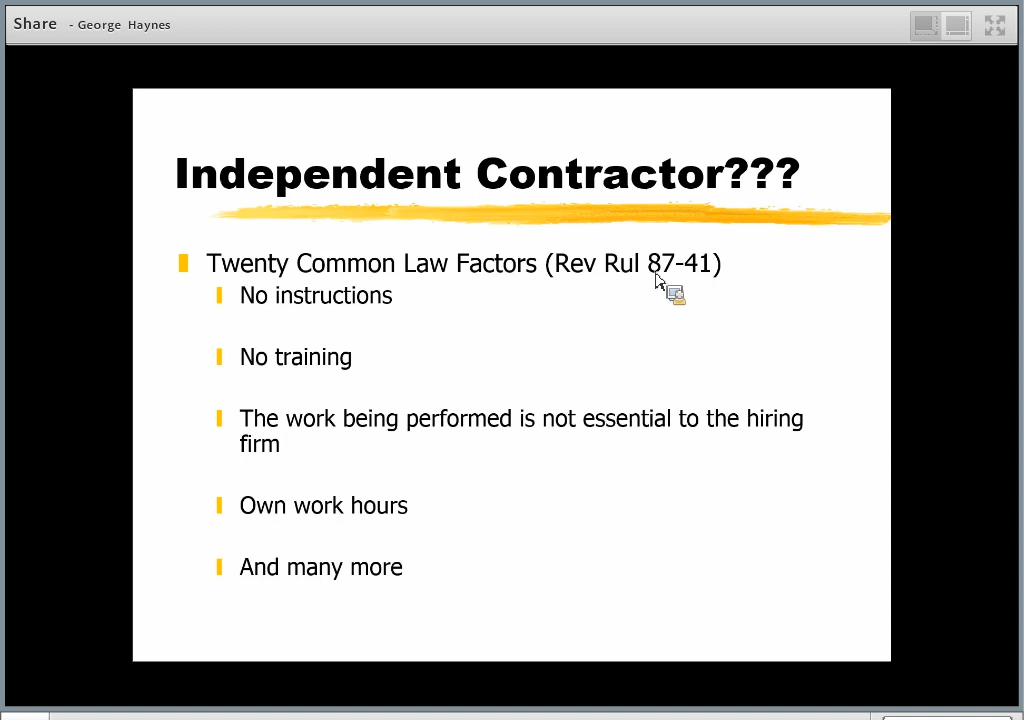 Share - George Haynes
Independent Contractor???
Twenty Common Law Factors (Rev Rul 87-41)
No instructions
No training
The work being performed is not essential to the hiring
firm
Own work hours
And many more